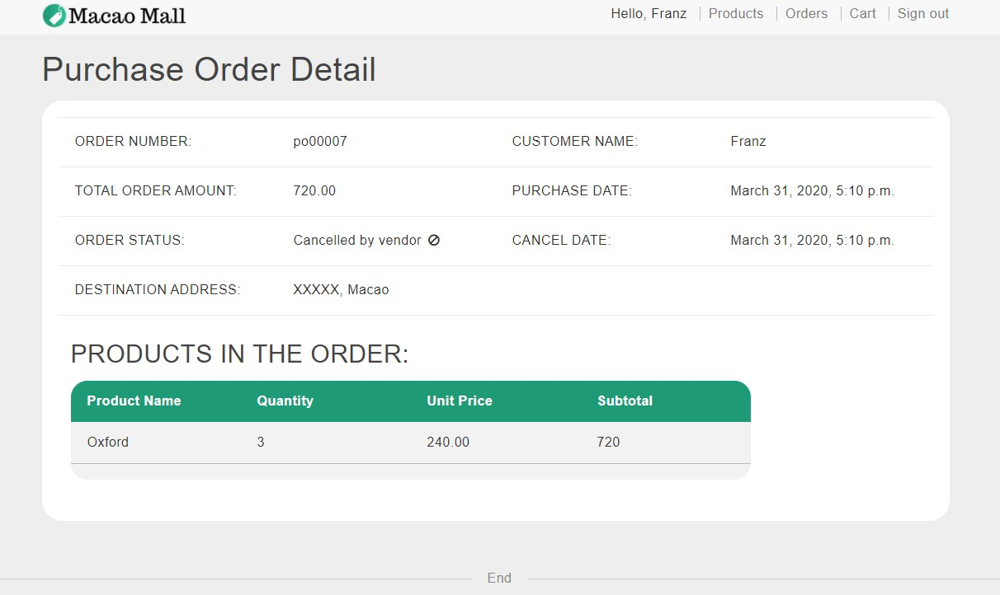 Macao Mall
Hello, Franz Products Orders Cart Sign out
Purchase Order Detail
ORDER NUMBER: po00007 CUSTOMER NAME: Franz
TOTAL ORDER AMOUNT: 720.00 PURCHASE DATE: March 31, 2020, 5:10 p.m.
ORDER STATUS: Cancelled by vendor CANCEL DATE: March 31, 2020, 5:10 p.m.
DESTINATION ADDRESS: XXXXX, Macao
PRODUCTS IN THE ORDER:
Product Name Quantity Unit Price Subtotal
Oxford 3 240.00 720
End